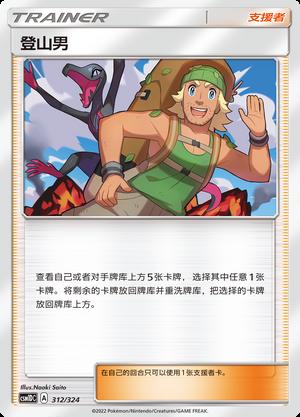 TRAINER
支援者
登山男
查看自己或者对手牌库上方5张卡牌，选择其中任意1张
卡牌。将剩余的卡牌放回牌库并重洗牌库，把选择的卡牌
放回牌库上方。
Illus.Naoki Saito
CSM1DC A 312/324
在自己的回合只可以使用1张支援者卡。
©2022 Pokémon/Nintendo/Creatures/GAME FREAK.